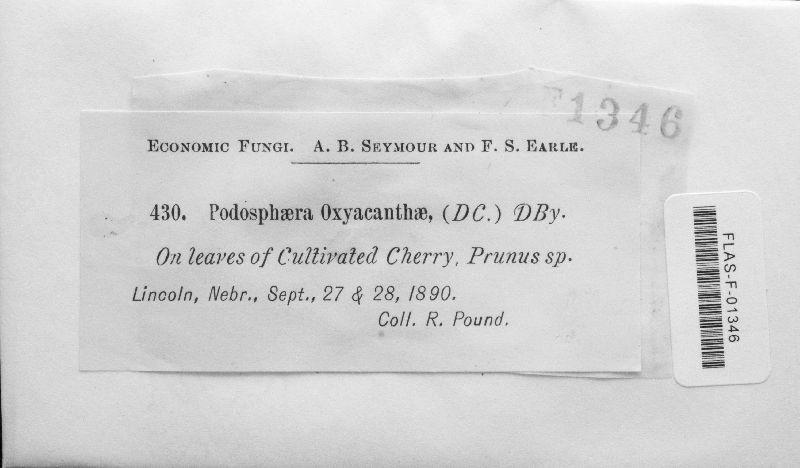 F1346
ECONOMIC FUNGI. A. B. SEYMOUR AND F. S. EARLE.
430. Podosphæra Oxyacanthæ, (DC.) DBy.
On leaves of Cultivated Cherry, Prunus sp.
Lincoln, Nebr., Sept., 27 & 28, 1890.
Coll. R. Pound.
FLAS-F-01346